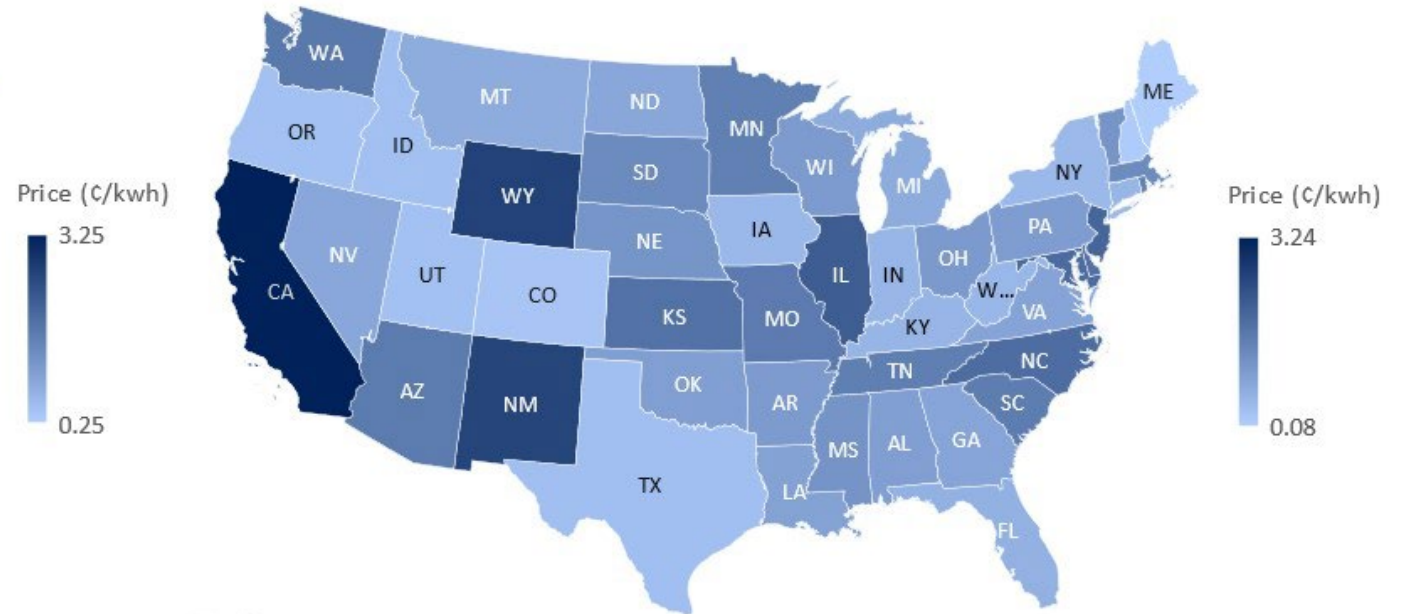 WA
MT
ND
MN
ME
OR
ID
SD
WI
MI
NY
Price (¢/kwh)
3.25
0.25
WY
NE
IA
PA
NV
UT
CO
IL
IN
OH
W...
VA
CA
KS
MO
KY
AZ
NM
OK
AR
TN
NC
SC
MS
AL
GA
TX
LA
FL
Price (¢/kwh)
3.24
0.08